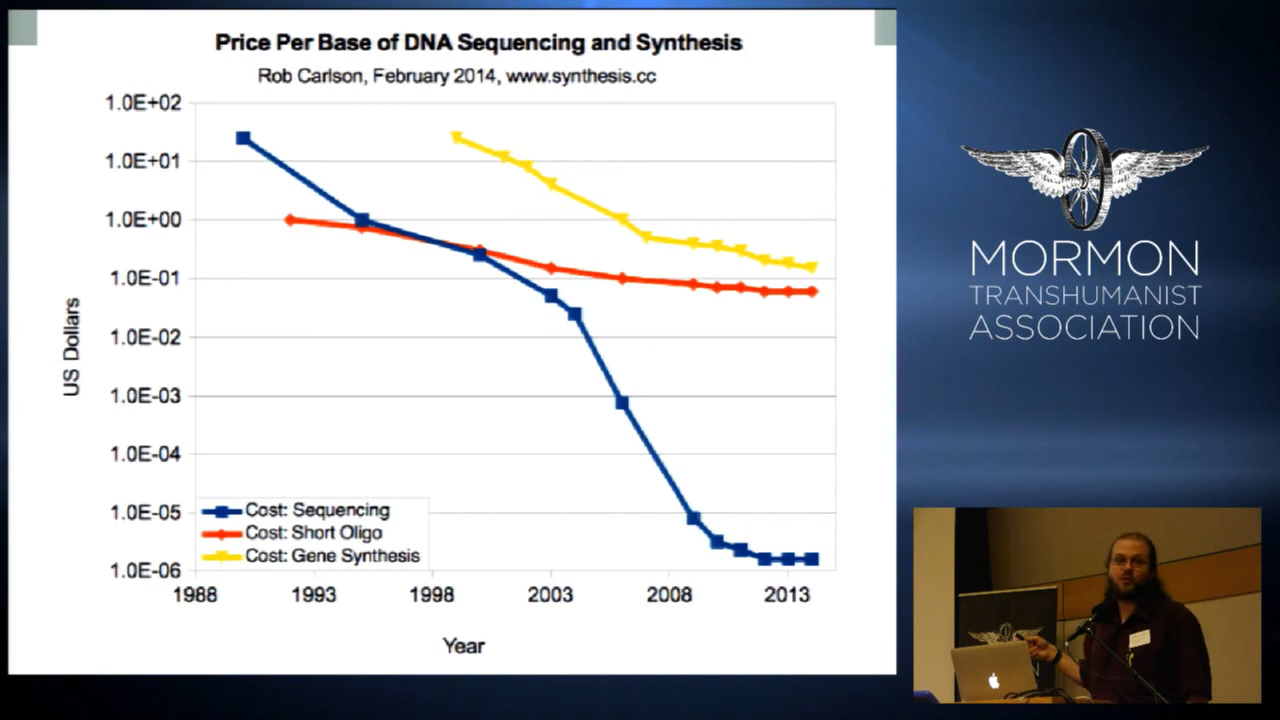 Price Per Base of DNA Sequencing and Synthesis
Rob Carlson, February 2014, www.synthesis.cc
1.0E+02
1.0E+01
1.0E+00
1.0E-01
1.0E-02
1.0E-03
1.0E-04
1.0E-05
1.0E-06
US Dollars
Cost: Sequencing
Cost: Short Oligo
Cost: Gene Synthesis
1988 1993 1998 2003 2008 2013
Year
MORMON
TRANSHUMANIST
ASSOCIATION